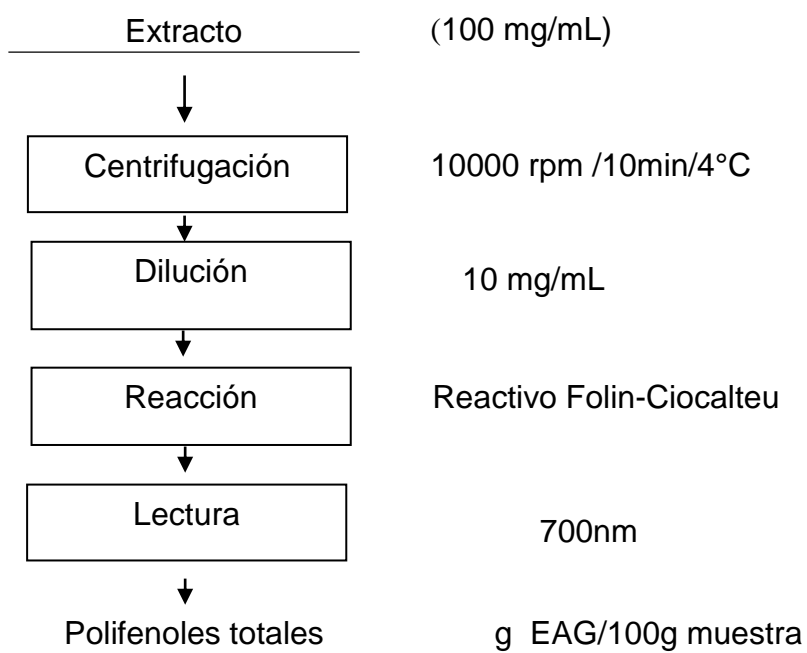 Extracto (100 mg/mL)
Centrifugación 10000 rpm /10min/4°C
Dilución 10 mg/mL
Reacción Reactivo Folin-Ciocalteu
Lectura 700nm
Polifenoles totales g EAG/100g muestra